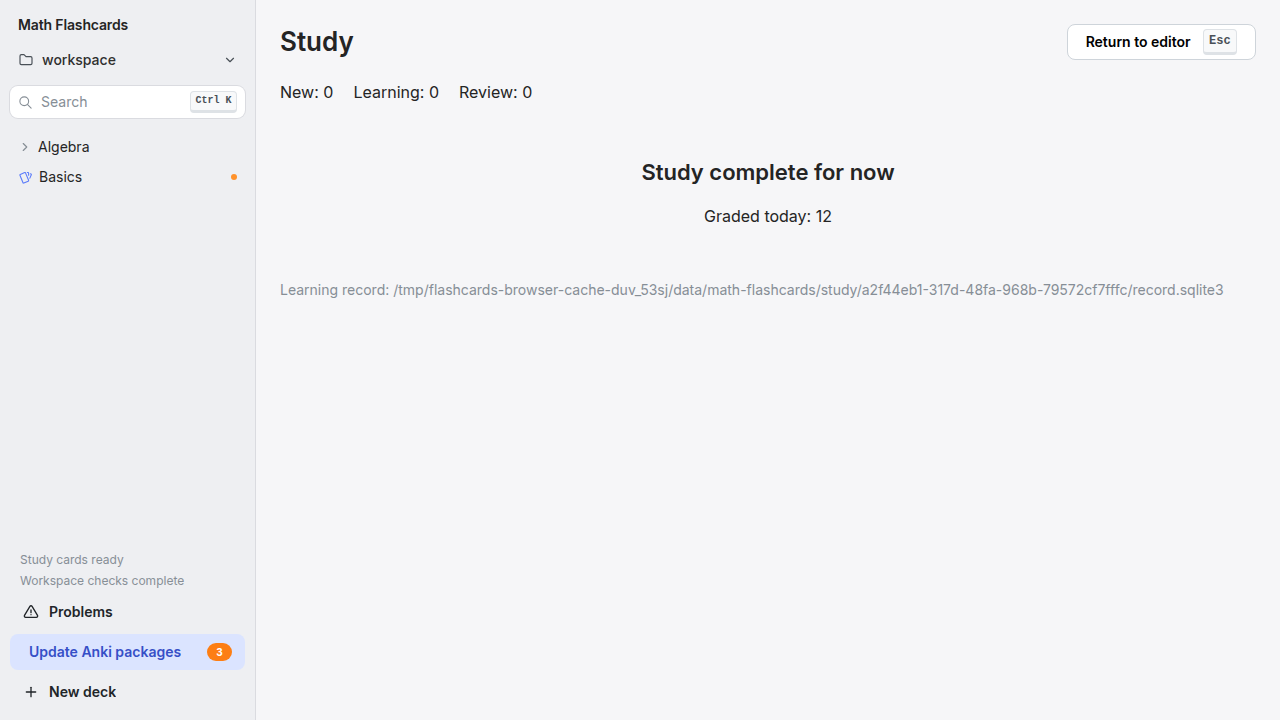 Math Flashcards
workspace
Search Ctrl K
Algebra
Basics
Study cards ready
Workspace checks complete
Problems
Update Anki packages 3
New deck
Study
Return to editor Esc
New: 0 Learning: 0 Review: 0
Study complete for now
Graded today: 12
Learning record: /tmp/flashcards-browser-cache-duv_53sj/data/math-flashcards/study/a2f44eb1-317d-48fa-968b-79572cf7fffc/record.sqlite3